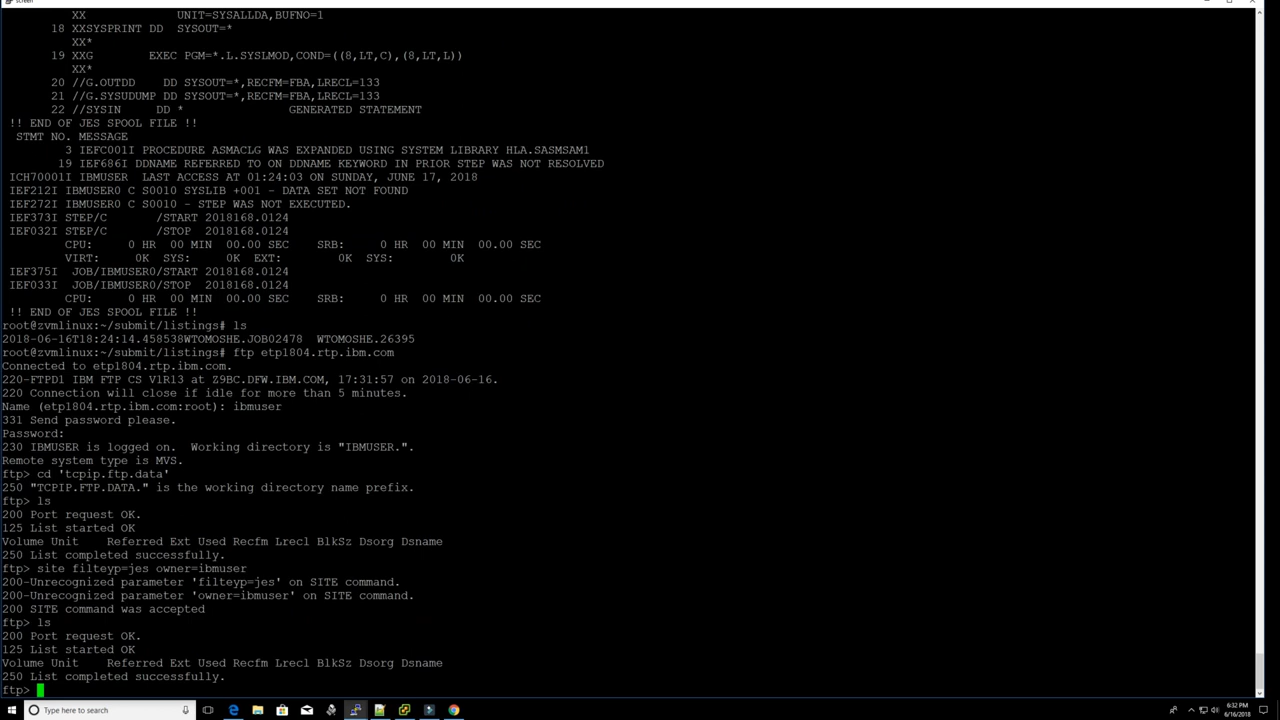 screen
XX             UNIT=SYSALLDA,BUFNO=1
18 XXSYSPRINT DD  SYSOUT=*
XX*
19 XXG        EXEC PGM=*.L.SYSLMOD,COND=((8,LT,C),(8,LT,L))
XX*
20 //G.OUTDD    DD SYSOUT=*,RECFM=FBA,LRECL=133
21 //G.SYSUDUMP DD SYSOUT=*,RECFM=FBA,LRECL=133
22 //SYSIN      DD *               GENERATED STATEMENT
!! END OF JES SPOOL FILE !!
STMT NO. MESSAGE
3 IEFC001I PROCEDURE ASMACLG WAS EXPANDED USING SYSTEM LIBRARY HLA.SASMSAM1
19 IEF686I DDNAME REFERRED TO ON DDNAME KEYWORD IN PRIOR STEP WAS NOT RESOLVED
ICH70001I IBMUSER  LAST ACCESS AT 01:24:03 ON SUNDAY, JUNE 17, 2018
IEF212I IBMUSER0 C S0010 SYSLIB +001 - DATA SET NOT FOUND
IEF272I IBMUSER0 C S0010 - STEP WAS NOT EXECUTED.
IEF373I STEP/C       /START 2018168.0124
IEF032I STEP/C       /STOP  2018168.0124
CPU:     0 HR  00 MIN  00.00 SEC    SRB:     0 HR  00 MIN  00.00 SEC
VIRT:     0K  SYS:     0K  EXT:         0K  SYS:        0K
IEF375I  JOB/IBMUSER0/START 2018168.0124
IEF033I  JOB/IBMUSER0/STOP  2018168.0124
CPU:     0 HR  00 MIN  00.00 SEC    SRB:     0 HR  00 MIN  00.00 SEC
!! END OF JES SPOOL FILE !!
root@zvmlinux:~/submit/listings# ls
2018-06-16T18:24:14.458538WTOMOSHE.JOB02478  WTOMOSHE.26395
root@zvmlinux:~/submit/listings# ftp etp1804.rtp.ibm.com
Connected to etp1804.rtp.ibm.com.
220-FTPD1 IBM FTP CS V1R13 at Z9BC.DFW.IBM.COM, 17:31:57 on 2018-06-16.
220 Connection will close if idle for more than 5 minutes.
Name (etp1804.rtp.ibm.com:root): ibmuser
331 Send password please.
Password:
230 IBMUSER is logged on.  Working directory is "IBMUSER.".
Remote system type is MVS.
ftp> cd 'tcpip.ftp.data'
250 "TCPIP.FTP.DATA." is the working directory name prefix.
ftp> ls
200 Port request OK.
125 List started OK
Volume Unit    Referred Ext Used Recfm Lrecl BlkSz Dsorg Dsname
250 List completed successfully.
ftp> site filteyp=jes owner=ibmuser
200-Unrecognized parameter 'filteyp=jes' on SITE command.
200-Unrecognized parameter 'owner=ibmuser' on SITE command.
200 SITE command was accepted
ftp> ls
200 Port request OK.
125 List started OK
Volume Unit    Referred Ext Used Recfm Lrecl BlkSz Dsorg Dsname
250 List completed successfully.
ftp>
Type here to search
6:32 PM
6/16/2018